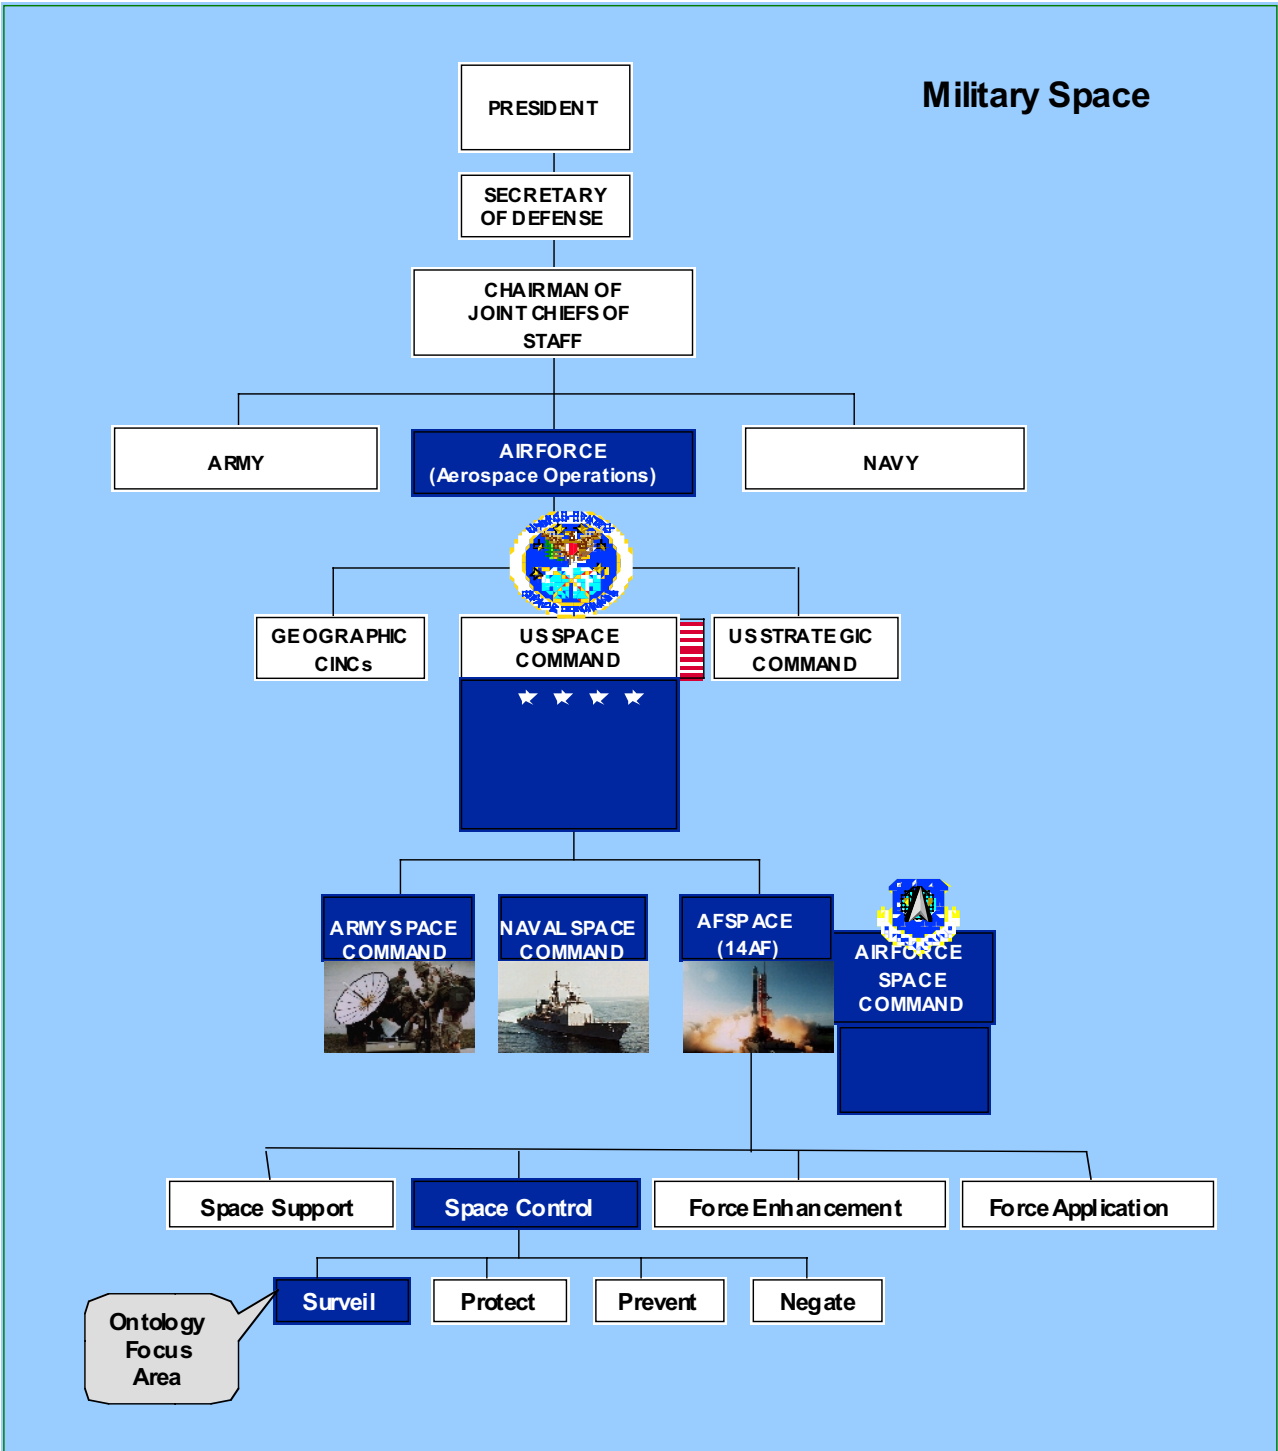 Military Space
PRESIDENT
SECRETARY
OF DEFENSE
CHAIRMAN OF
JOINT CHIEFS OF
STAFF
ARMY
AIRFORCE
(Aerospace Operations)
NAVY
GEOGRAPHIC
CINCs
US SPACE
COMMAND
US STRATEGIC
COMMAND
ARMY SPACE
COMMAND
NAVAL SPACE
COMMAND
AFSPACE
(14AF)
AIRFORCE
SPACE
COMMAND
Space Support
Space Control
Force Enhancement
Force Application
Surveil
Protect
Prevent
Negate
Ontology
Focus
Area